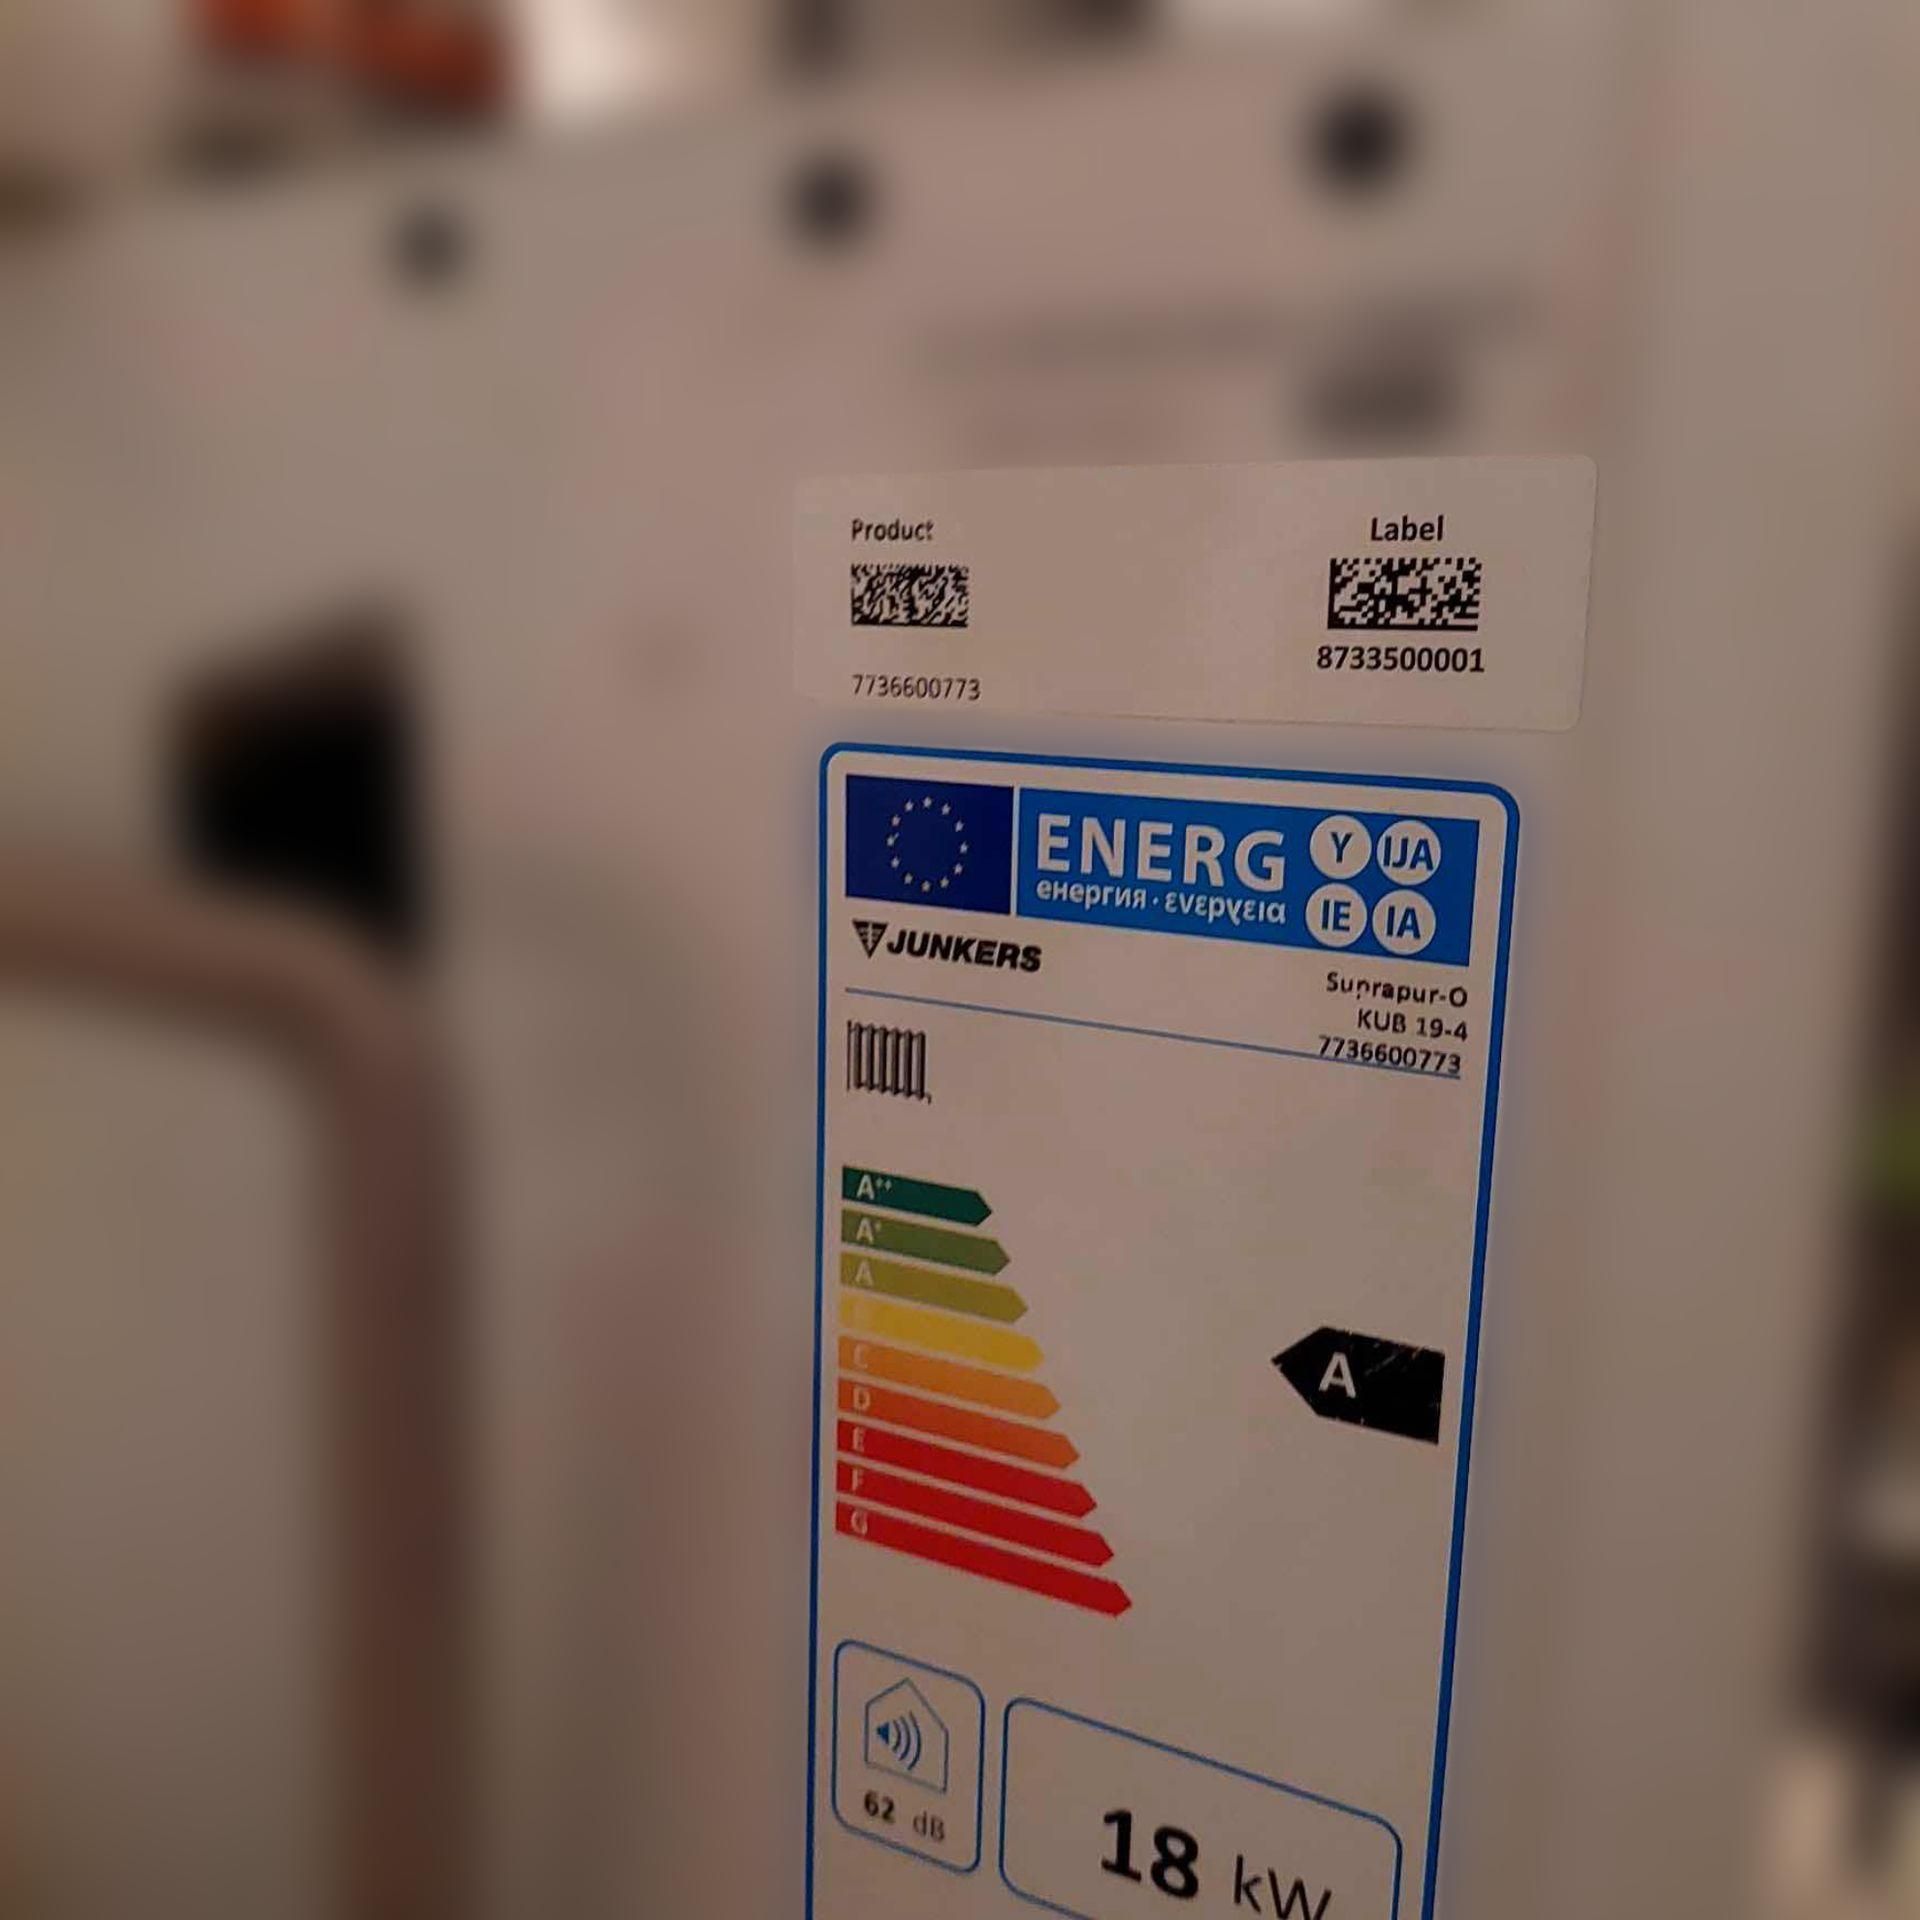 Product
Label
8733500001
7736600773
ENERG
Y
IJA
IE
IA
енергия · ενεργεια
JUNKERS
Suprapur-O
KUB 19-4
7736600773
A++
A+
A
C
D
E
F
G
A
62 dB
18 kW